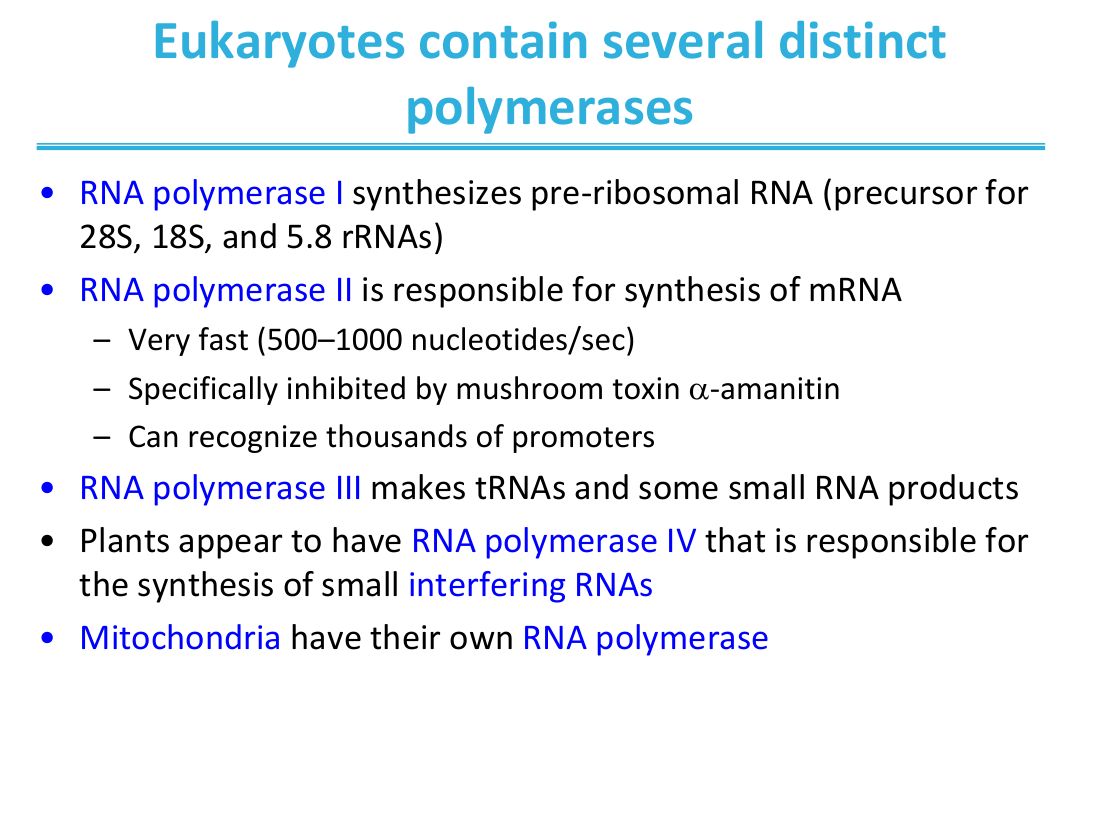 Eukaryotes contain several distinct
polymerases
• RNA polymerase I synthesizes pre-ribosomal RNA (precursor for
28S, 18S, and 5.8 rRNAs)
• RNA polymerase II is responsible for synthesis of mRNA
– Very fast (500–1000 nucleotides/sec)
– Specifically inhibited by mushroom toxin α-amanitin
– Can recognize thousands of promoters
• RNA polymerase III makes tRNAs and some small RNA products
• Plants appear to have RNA polymerase IV that is responsible for
the synthesis of small interfering RNAs
• Mitochondria have their own RNA polymerase